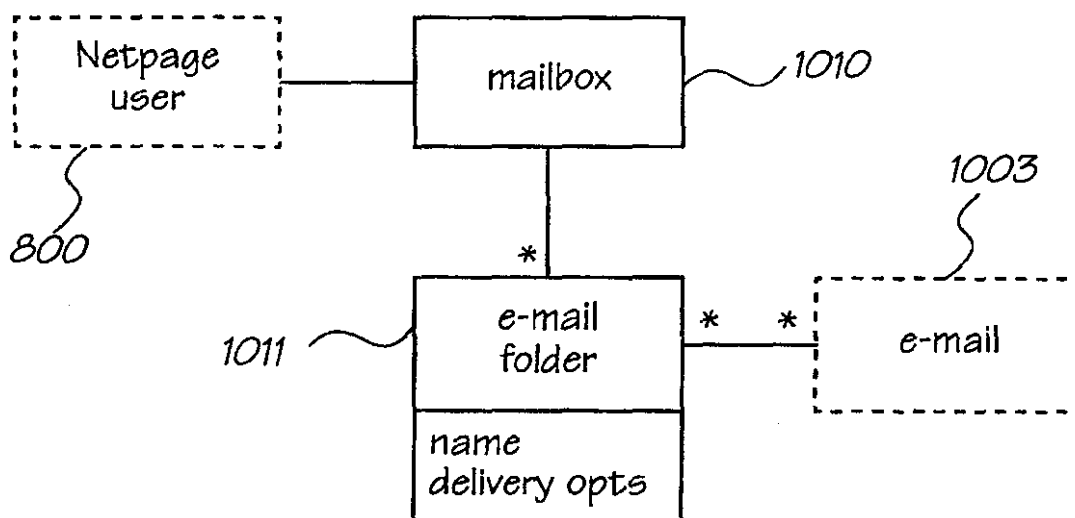 Netpage
user
mailbox
1010
800
1003
*
e-mail
folder
* *
e-mail
1011
name
delivery opts